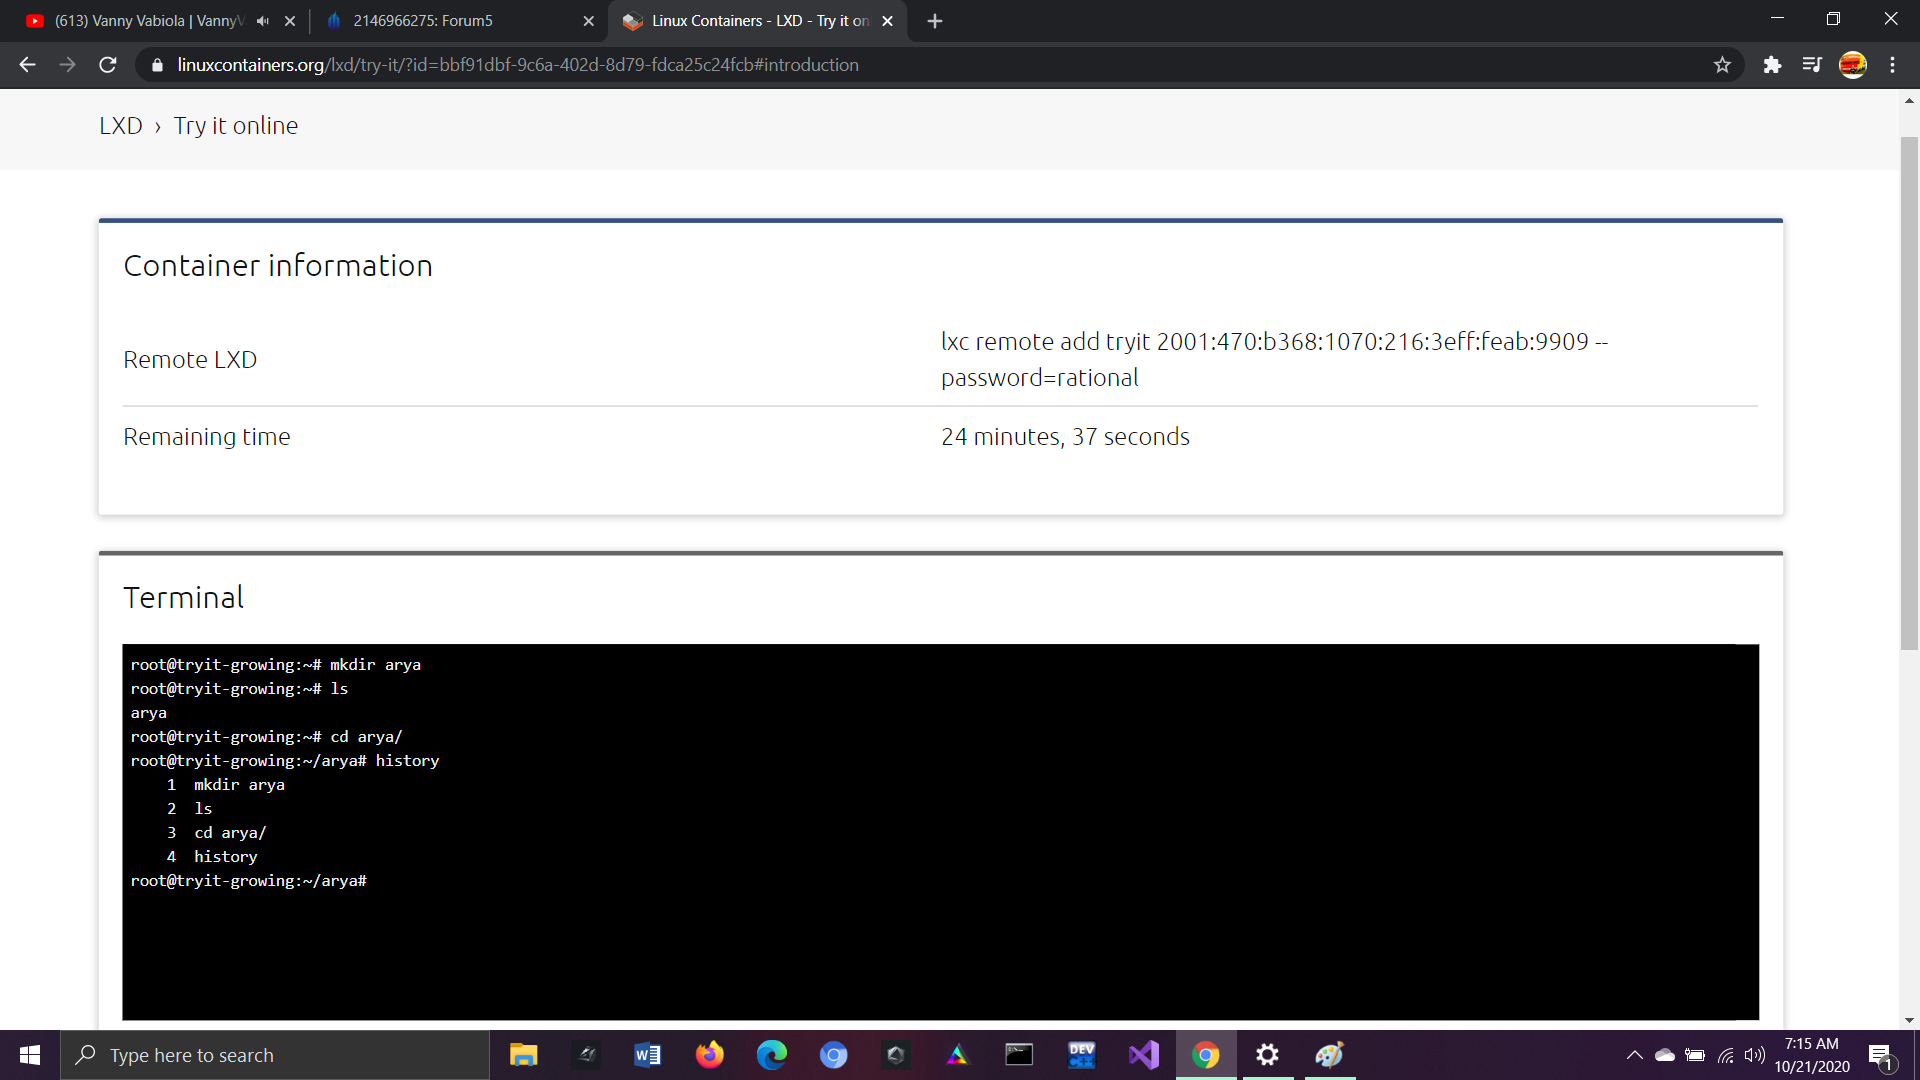 (613) Vanny Vabiola | VannyV
2146966275: Forum5
Linux Containers - LXD - Try it on
linuxcontainers.org/lxd/try-it/?id=bbf91dbf-9c6a-402d-8d79-fdca25c24fcb#introduction
LXD › Try it online
Container information
Remote LXD
lxc remote add tryit 2001:470:b368:1070:216:3eff:feab:9909 --
password=rational
Remaining time
24 minutes, 37 seconds
Terminal
root@tryit-growing:~# mkdir arya
root@tryit-growing:~# ls
arya
root@tryit-growing:~# cd arya/
root@tryit-growing:~/arya# history
1 mkdir arya
2 ls
3 cd arya/
4 history
root@tryit-growing:~/arya#
Type here to search
DEV
C++
7:15 AM
10/21/2020
1